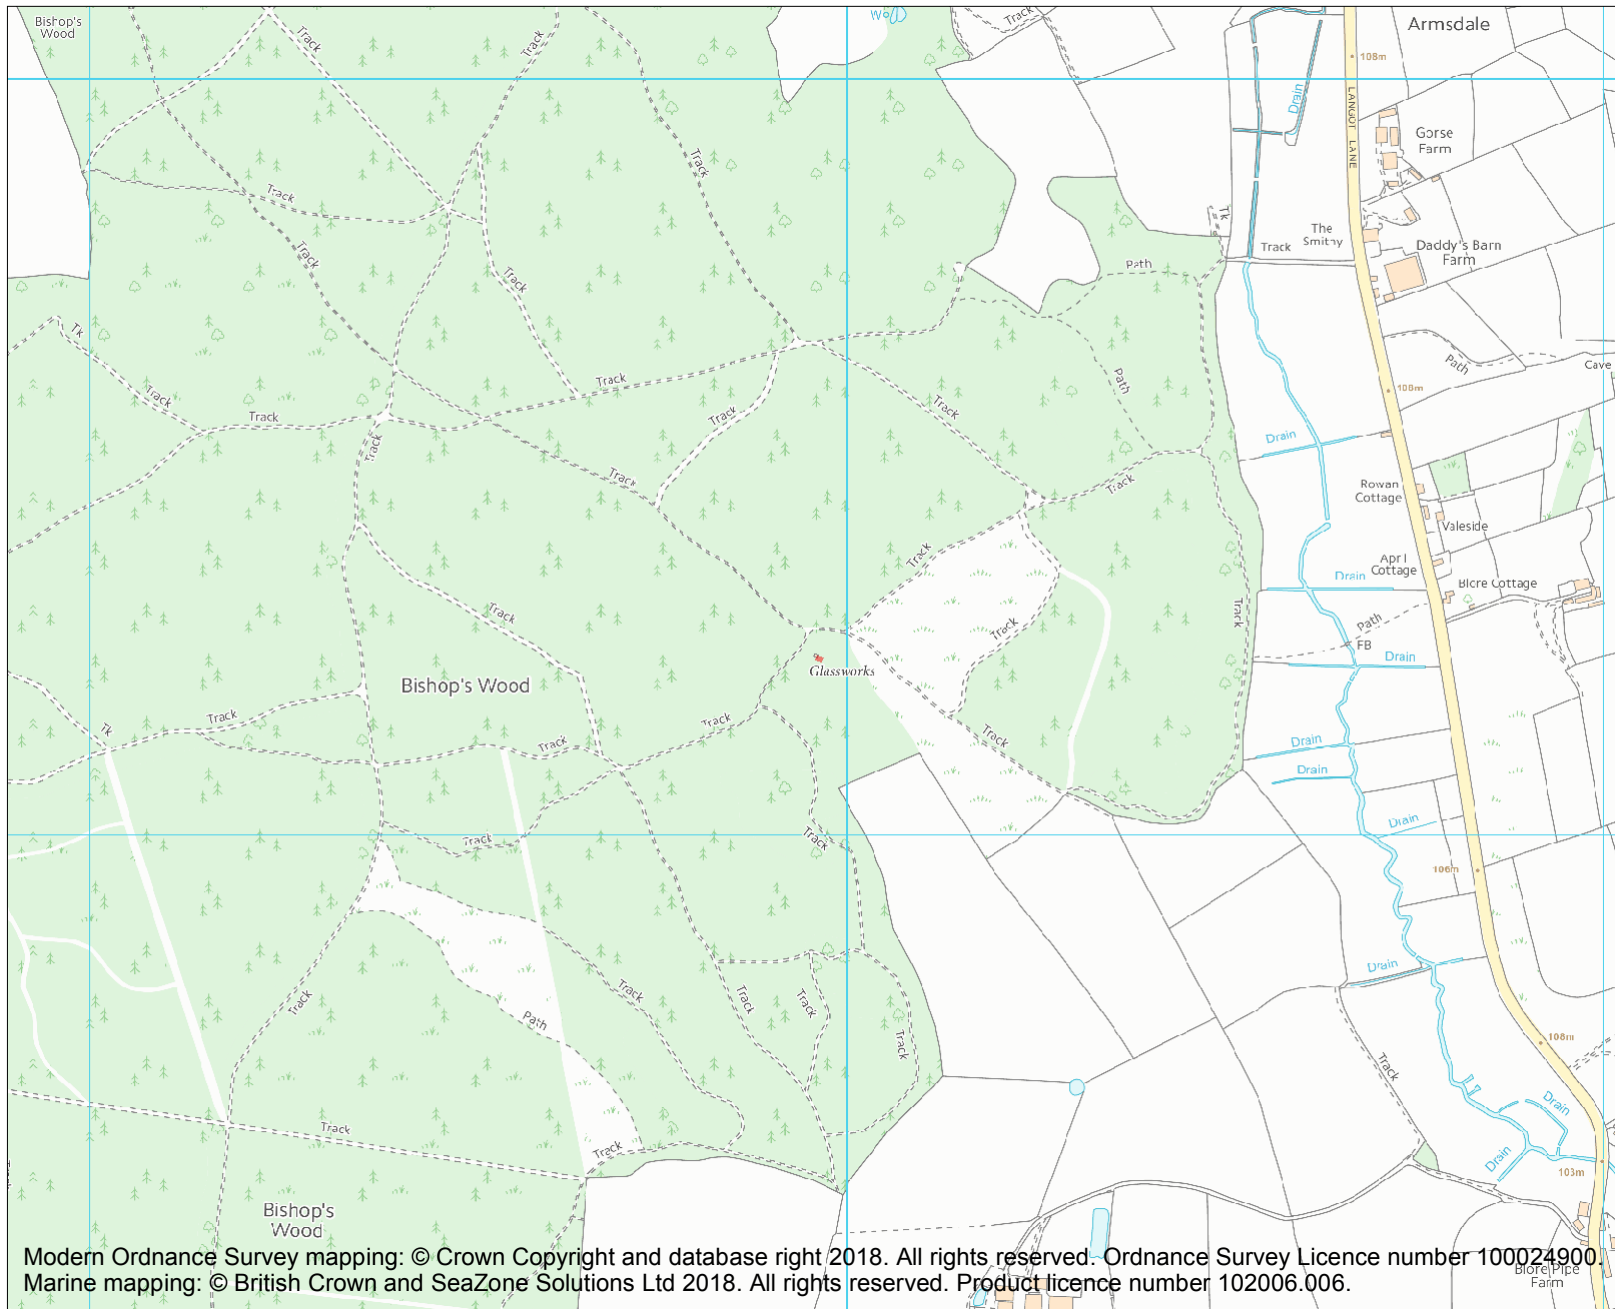 Bishop's
Wood
Track
Track
Track
Armsdale
108m
Drain
LANGOT LANE
Gorse
Farm
Track
Track
Tk
The
Smithy
Track
Daddy's Barn
Farm
Track
Path
Track
Tk
Track
Path
Path
Cave
Track
Track
Track
Track
108m
Track
Drain
Track
Track
Track
Rowan
Cottage
Valeside
Track
April
Cottage
Drain
Blore Cottage
Track
Track
Track
Path
FB
Drain
Glassworks
Bishop's Wood
Track
Track
Tk
Track
Track
Drain
Drain
Track
Track
Drain
106m
Drain
Track
Track
Track
Track
Path
Track
108m
Track
Drain
Track
Track
Drain
103m
Bishop's
Wood
Modern Ordnance Survey mapping: © Crown Copyright and database right 2018. All rights reserved. Ordnance Survey Licence number 100024900.
Marine mapping: © British Crown and SeaZone Solutions Ltd 2018. All rights reserved. Product licence number 102006.006.
Blore Pipe
Farm